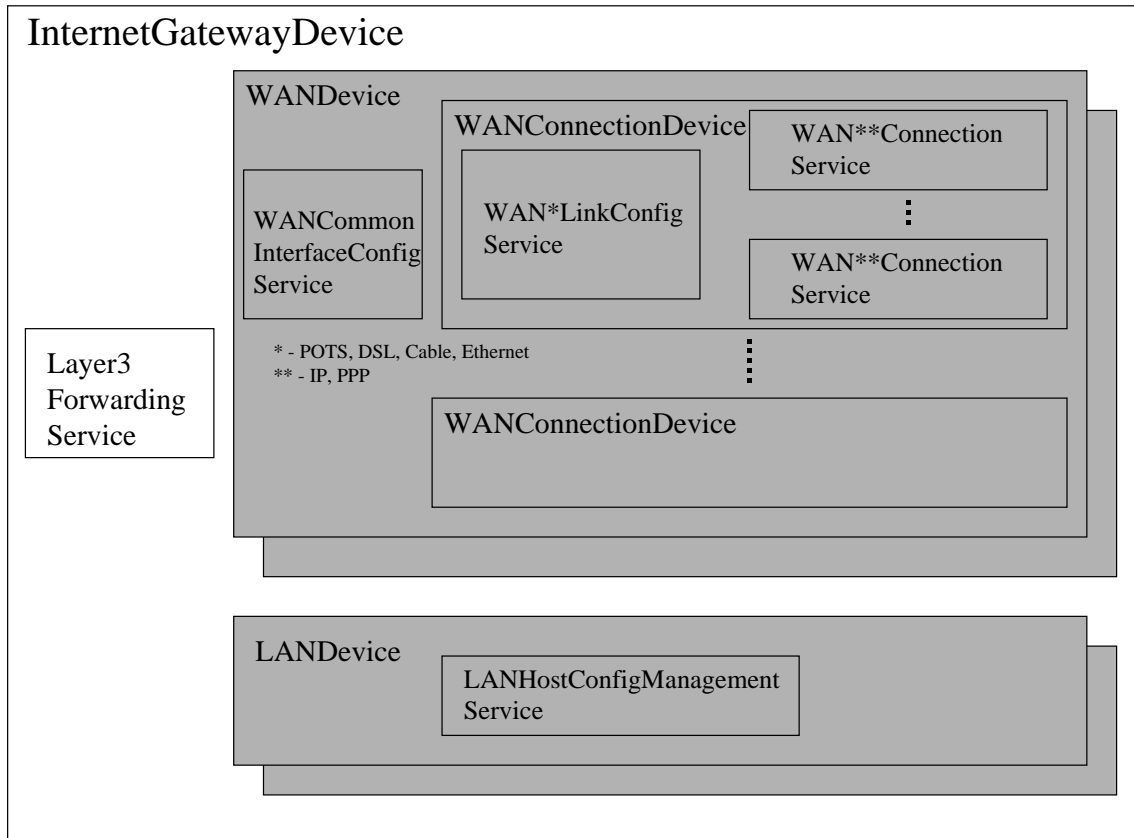 InternetGatewayDevice
WANDevice
WANConnectionDevice
WAN**Connection
Service
WAN*LinkConfig
Service
WAN**Connection
Service
WANCommon
InterfaceConfig
Service
* - POTS, DSL, Cable, Ethernet
** - IP, PPP
Layer3
Forwarding
Service
WANConnectionDevice
LANDevice
LANHostConfigManagement
Service